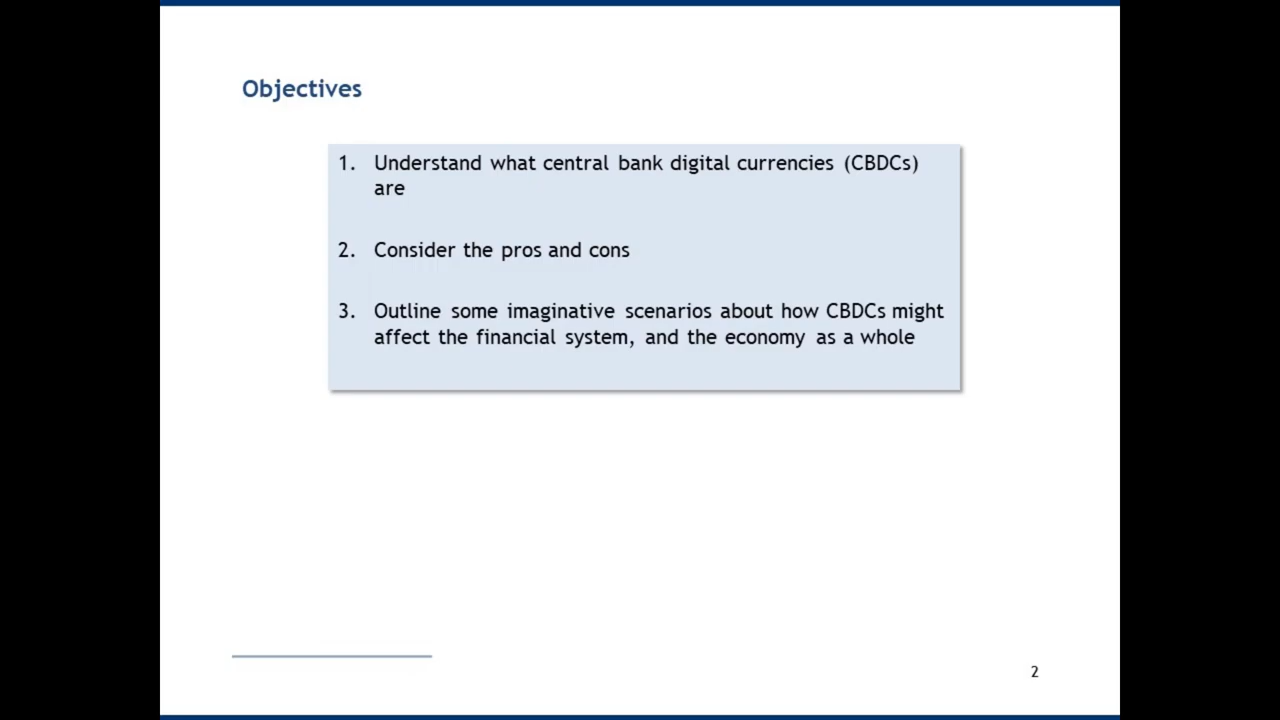 Objectives
1. Understand what central bank digital currencies (CBDCs)
are
2. Consider the pros and cons
3. Outline some imaginative scenarios about how CBDCs might
affect the financial system, and the economy as a whole
2